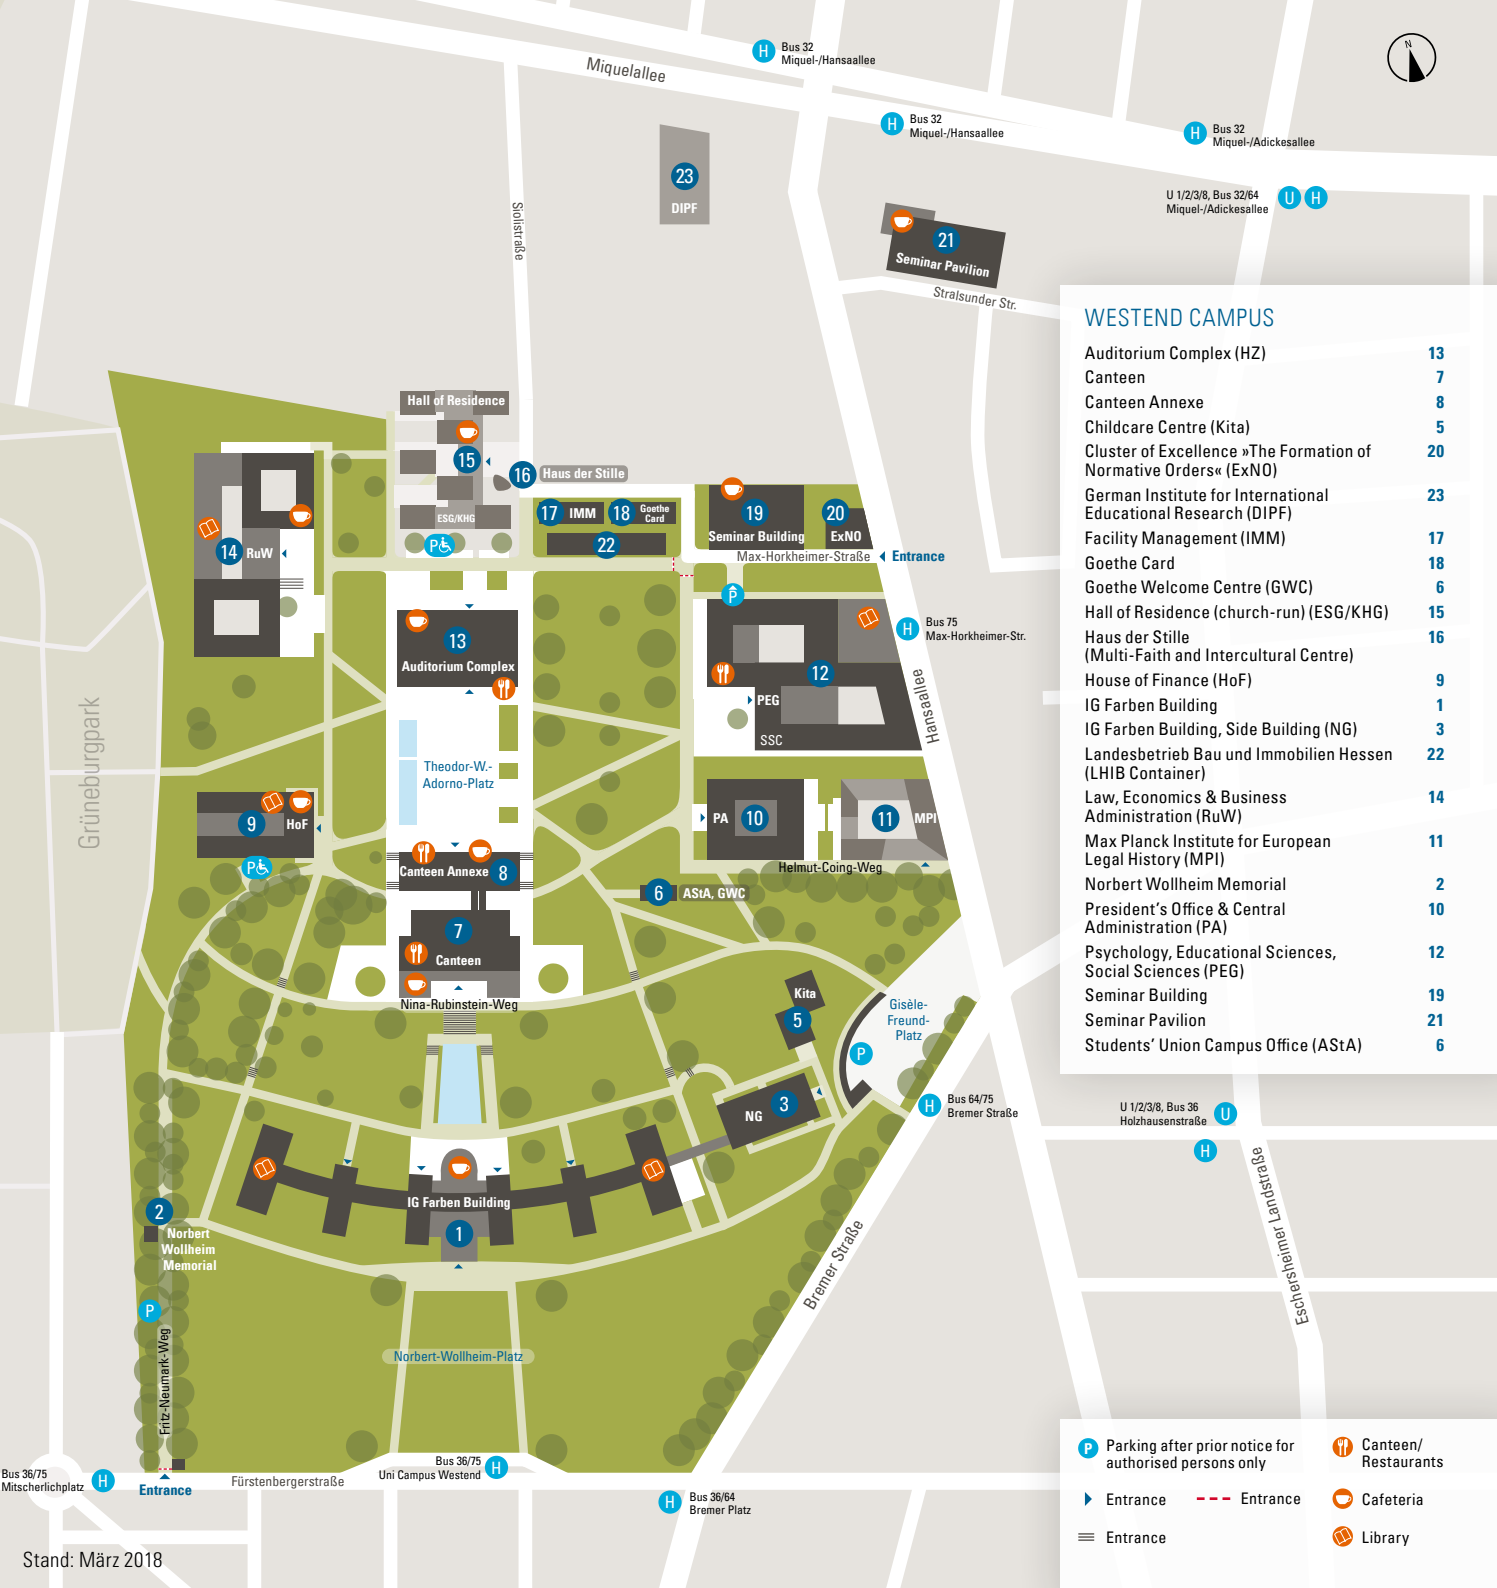 Bus 32
Miquel-/Hansaallee
N
Miquelallee
H
Bus 32
Miquel-/Hansaallee
H
Bus 32
Miquel-/Adickesallee
H
23
DIPF
U 1/2/3/8, Bus 32/64
Miquel-/Adickesallee
U H
Siolistraße
21
Seminar Pavilion
Stralsunder Str.
WESTEND CAMPUS
Auditorium Complex (HZ) 13
Canteen 7
Canteen Annexe 8
Childcare Centre (Kita) 5
Cluster of Excellence »The Formation of 20
Normative Orders« (ExNO)
German Institute for International 23
Educational Research (DIPF)
Facility Management (IMM) 17
Goethe Card 18
Goethe Welcome Centre (GWC) 6
Hall of Residence (church-run) (ESG/KHG) 15
Haus der Stille 16
(Multi-Faith and Intercultural Centre)
House of Finance (HoF) 9
IG Farben Building 1
IG Farben Building, Side Building (NG) 3
Landesbetrieb Bau und Immobilien Hessen 22
(LHIB Container)
Law, Economics & Business 14
Administration (RuW)
Max Planck Institute for European 11
Legal History (MPI)
Norbert Wollheim Memorial 2
President's Office & Central 10
Administration (PA)
Psychology, Educational Sciences, 12
Social Sciences (PEG)
Seminar Building 19
Seminar Pavilion 21
Students' Union Campus Office (AStA) 6
Hall of Residence
15
16 Haus der Stille
ESG/KHG
P
17 IMM
18 Goethe
Card
22
19
Seminar Building
20
ExNO
Max-Horkheimer-Straße
Entrance
14 RuW
P
H
Bus 75
Max-Horkheimer-Str.
13
Auditorium Complex
12
PEG
SSC
Hansaallee
Grüneburgpark
Theodor-W.-
Adorno-Platz
9
HoF
P
PA 10
11 MPI
Helmut-Coing-Weg
Canteen Annexe 8
6 AStA, GWC
7
Canteen
Nina-Rubinstein-Weg
Kita
5
Gisèle-
Freund-
Platz
P
NG 3
H
Bus 64/75
Bremer Straße
U 1/2/3/8, Bus 36
Holzhausenstraße
U
H
Eschersheimer Landstraße
IG Farben Building
1
2
Norbert
Wollheim
Memorial
P
Fritz-Neumark-Weg
Bremer Straße
Norbert-Wollheim-Platz
Bus 36/75
Mitscherlichplatz
H
Entrance
Fürstenbergerstraße
Bus 36/75
Uni Campus Westend
H
H
Bus 36/64
Bremer Platz
P Parking after prior notice for
authorised persons only
Canteen/
Restaurants
Entrance
Entrance
Cafeteria
Entrance
Library
Stand: März 2018